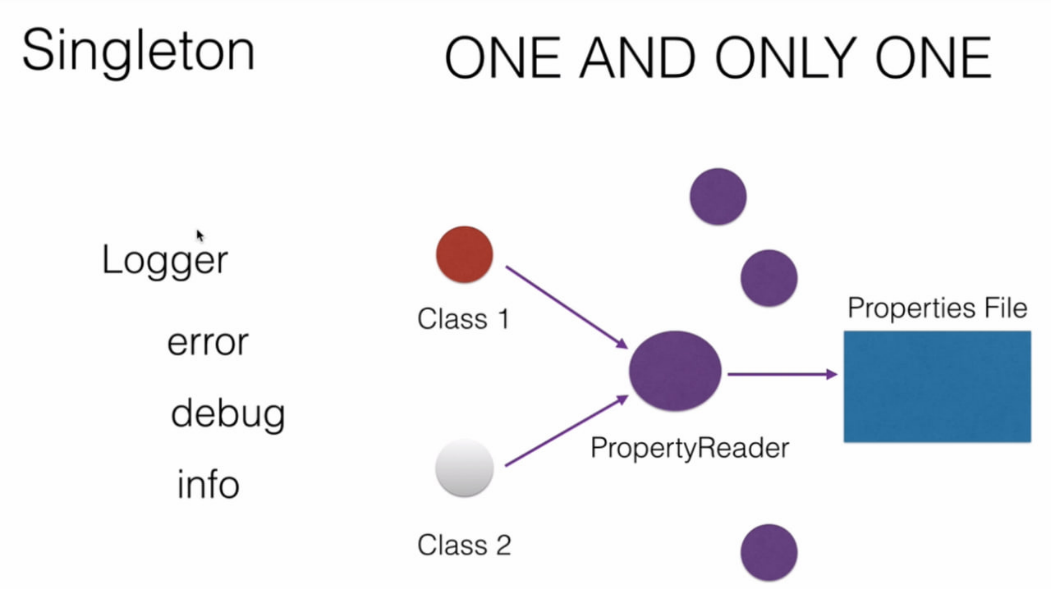 Singleton
ONE AND ONLY ONE
Logger
error
debug
info
Class 1
Class 2
PropertyReader
Properties File